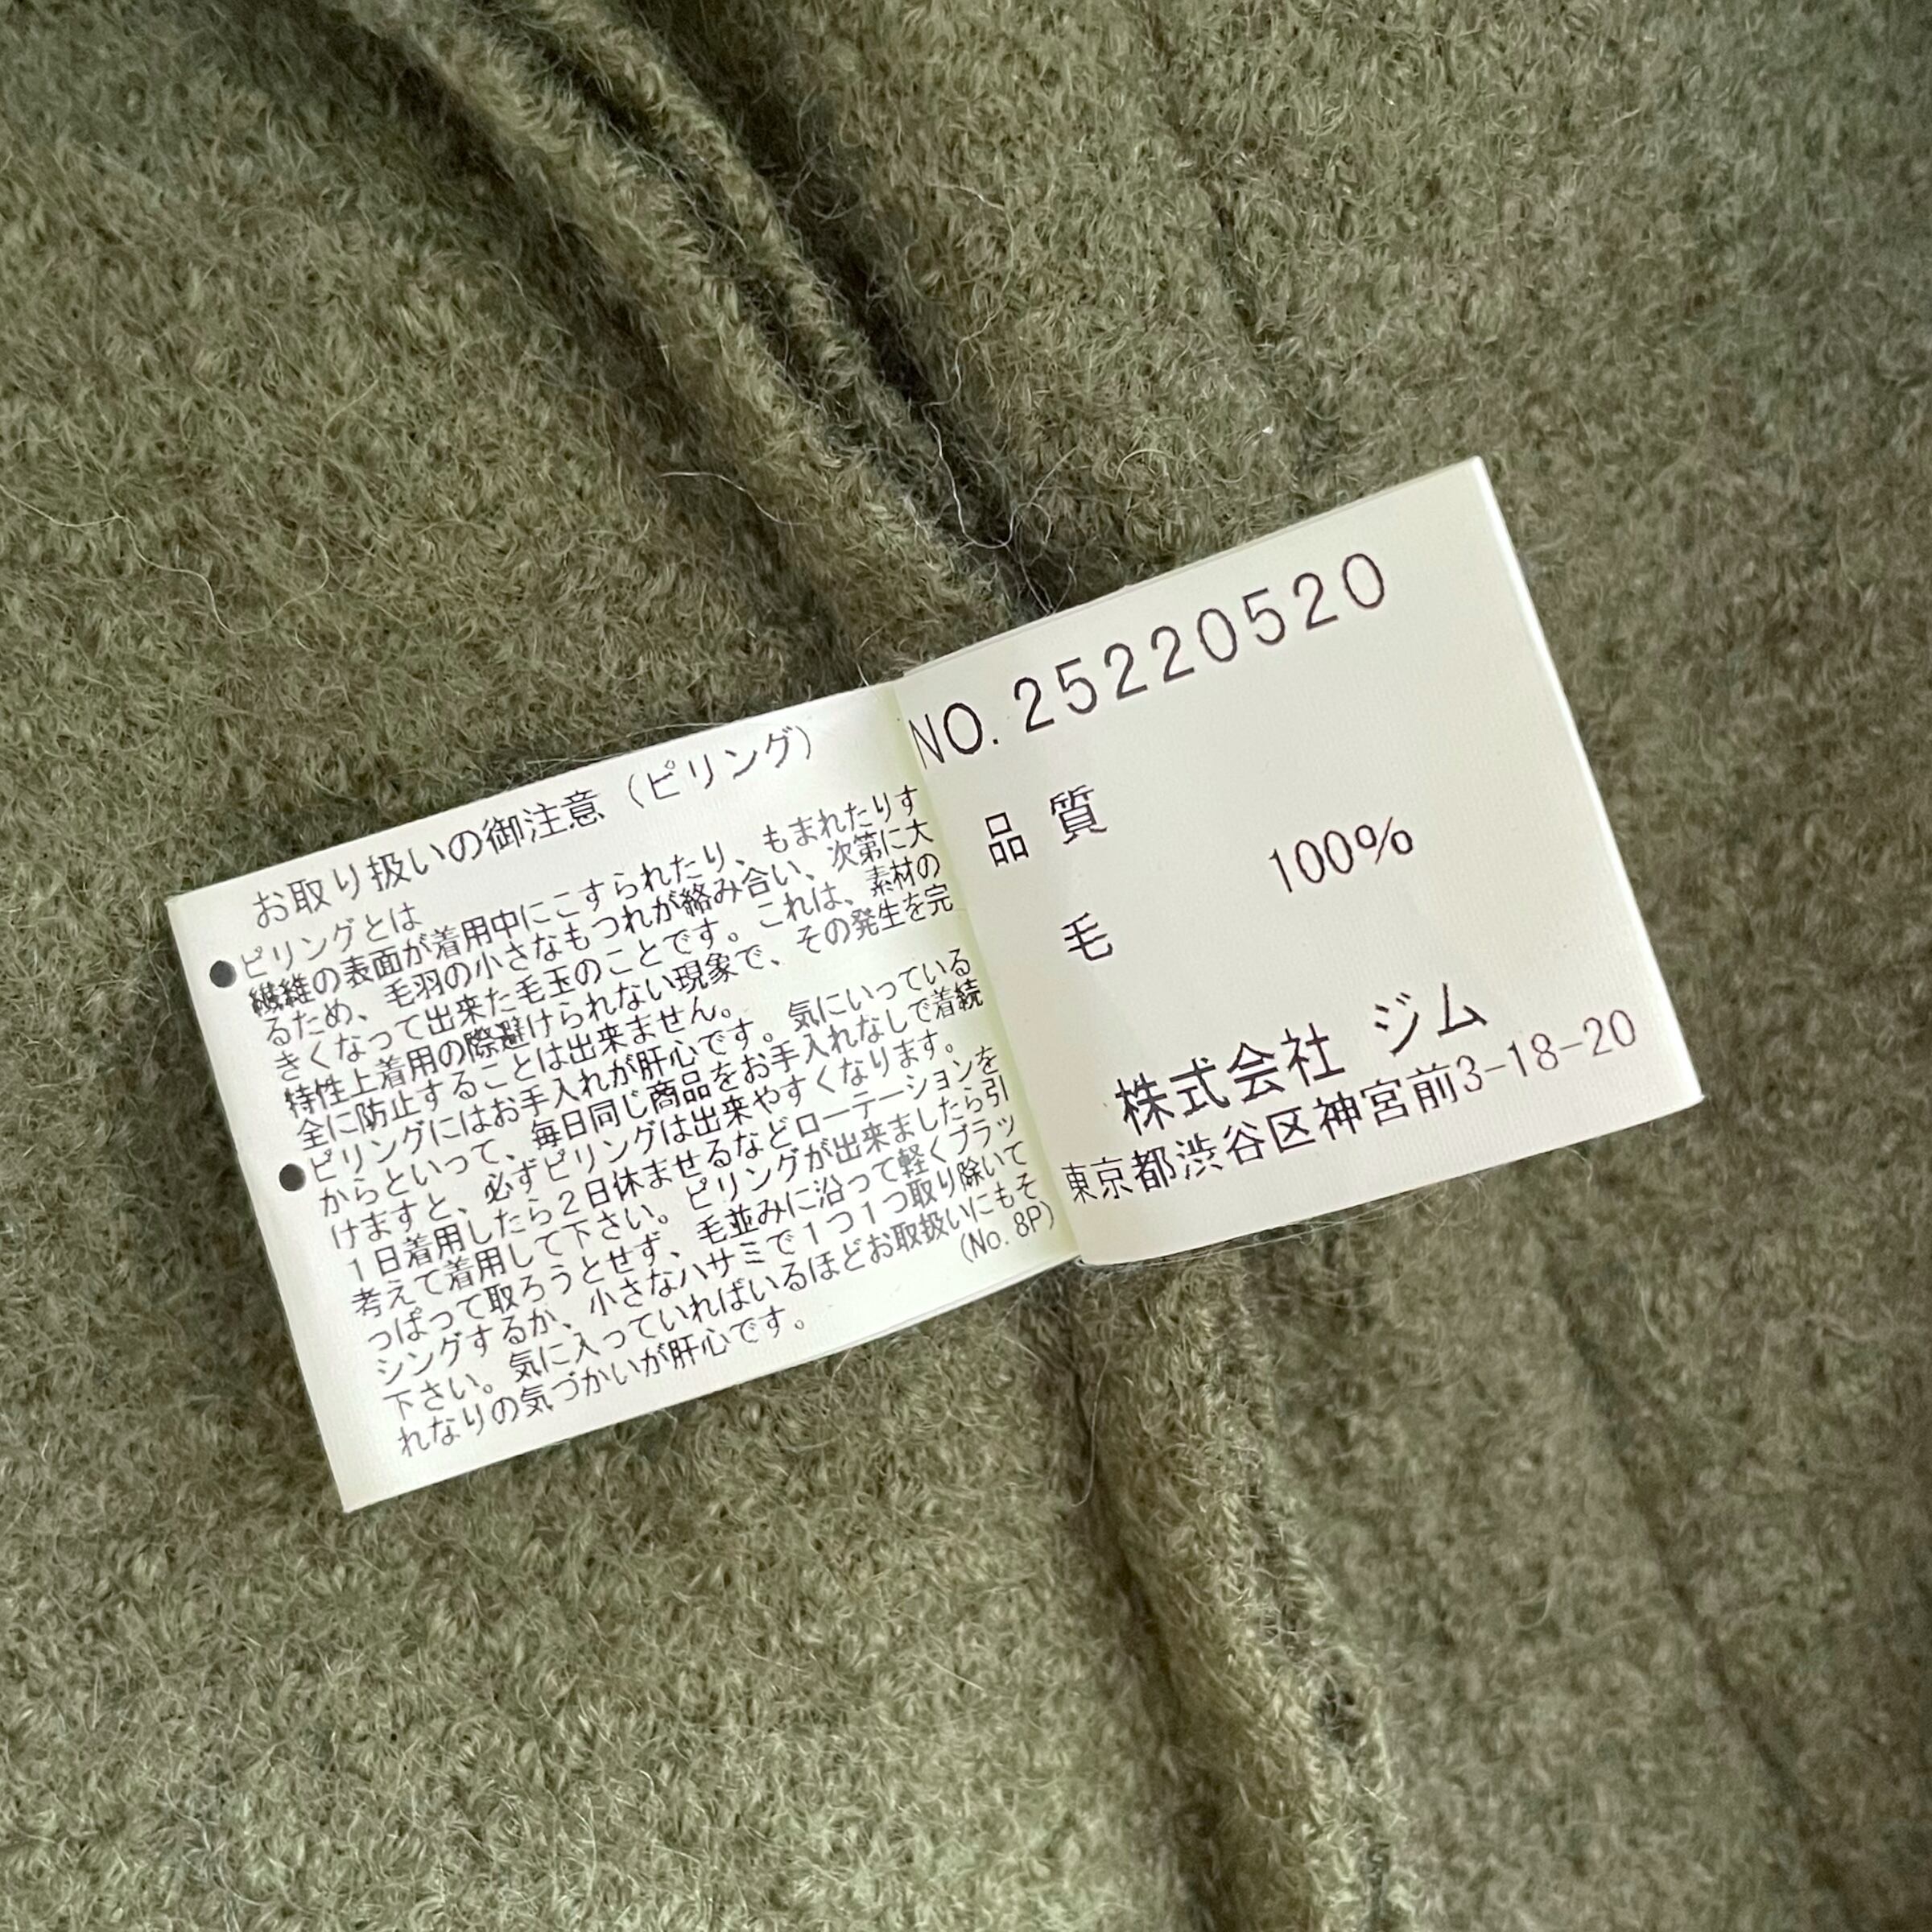 お取り扱いの御注意（ピリング）
●ピリングとは
繊維の表面が着用中にこすられたり、もまれたりす
るため、毛羽の小さなもつれが絡み合い、次第に大
きくなって出来た毛玉のことです。これは、素材の
特性上着用の際避けられない現象で、その発生を完
全に防止することは出来ません。
●ピリングにはお手入れが肝心です。気にいっている
からといって、毎日同じ商品をお手入れなしで着続
けますと、必ずピリングは出来やすくなります。
１日着用したら２日休ませるなどローテーションを
考えて着用して下さい。ピリングが出来ましたら引
っぱって取ろうとせず、毛並みに沿って軽くブラッ
シングするか、小さなハサミで１つ１つ取り除いて
下さい。気に入っていればいるほどお取扱いにもそ
れなりの気づかいが肝心です。
(No. 8P)
NO. 25220520
品 質
毛 100%
株式会社 ジム
東京都渋谷区神宮前3-18-20